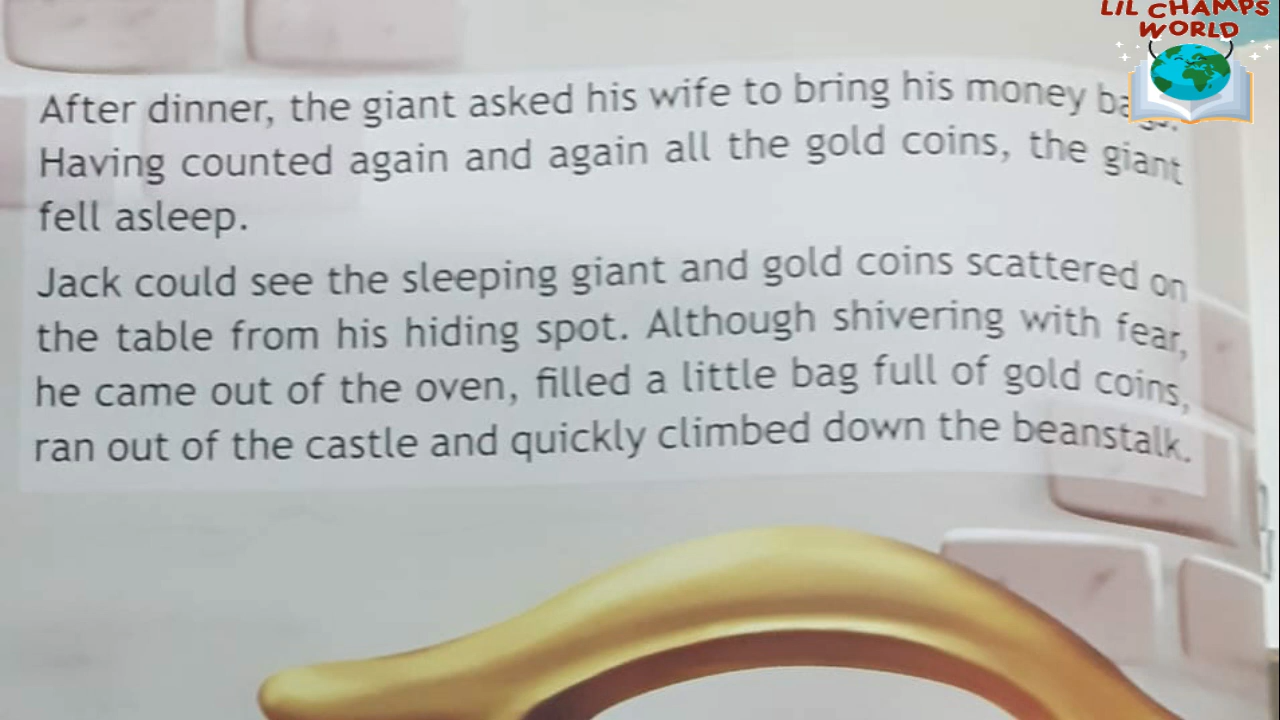 LIL CHAMPS
WORLD
After dinner, the giant asked his wife to bring his money
Having counted again and again all the gold coins, the giant
fell asleep.
Jack could see the sleeping giant and gold coins scattered on
the table from his hiding spot. Although shivering with fear,
he came out of the oven, filled a little bag full of gold coins,
ran out of the castle and quickly climbed down the beanstalk.